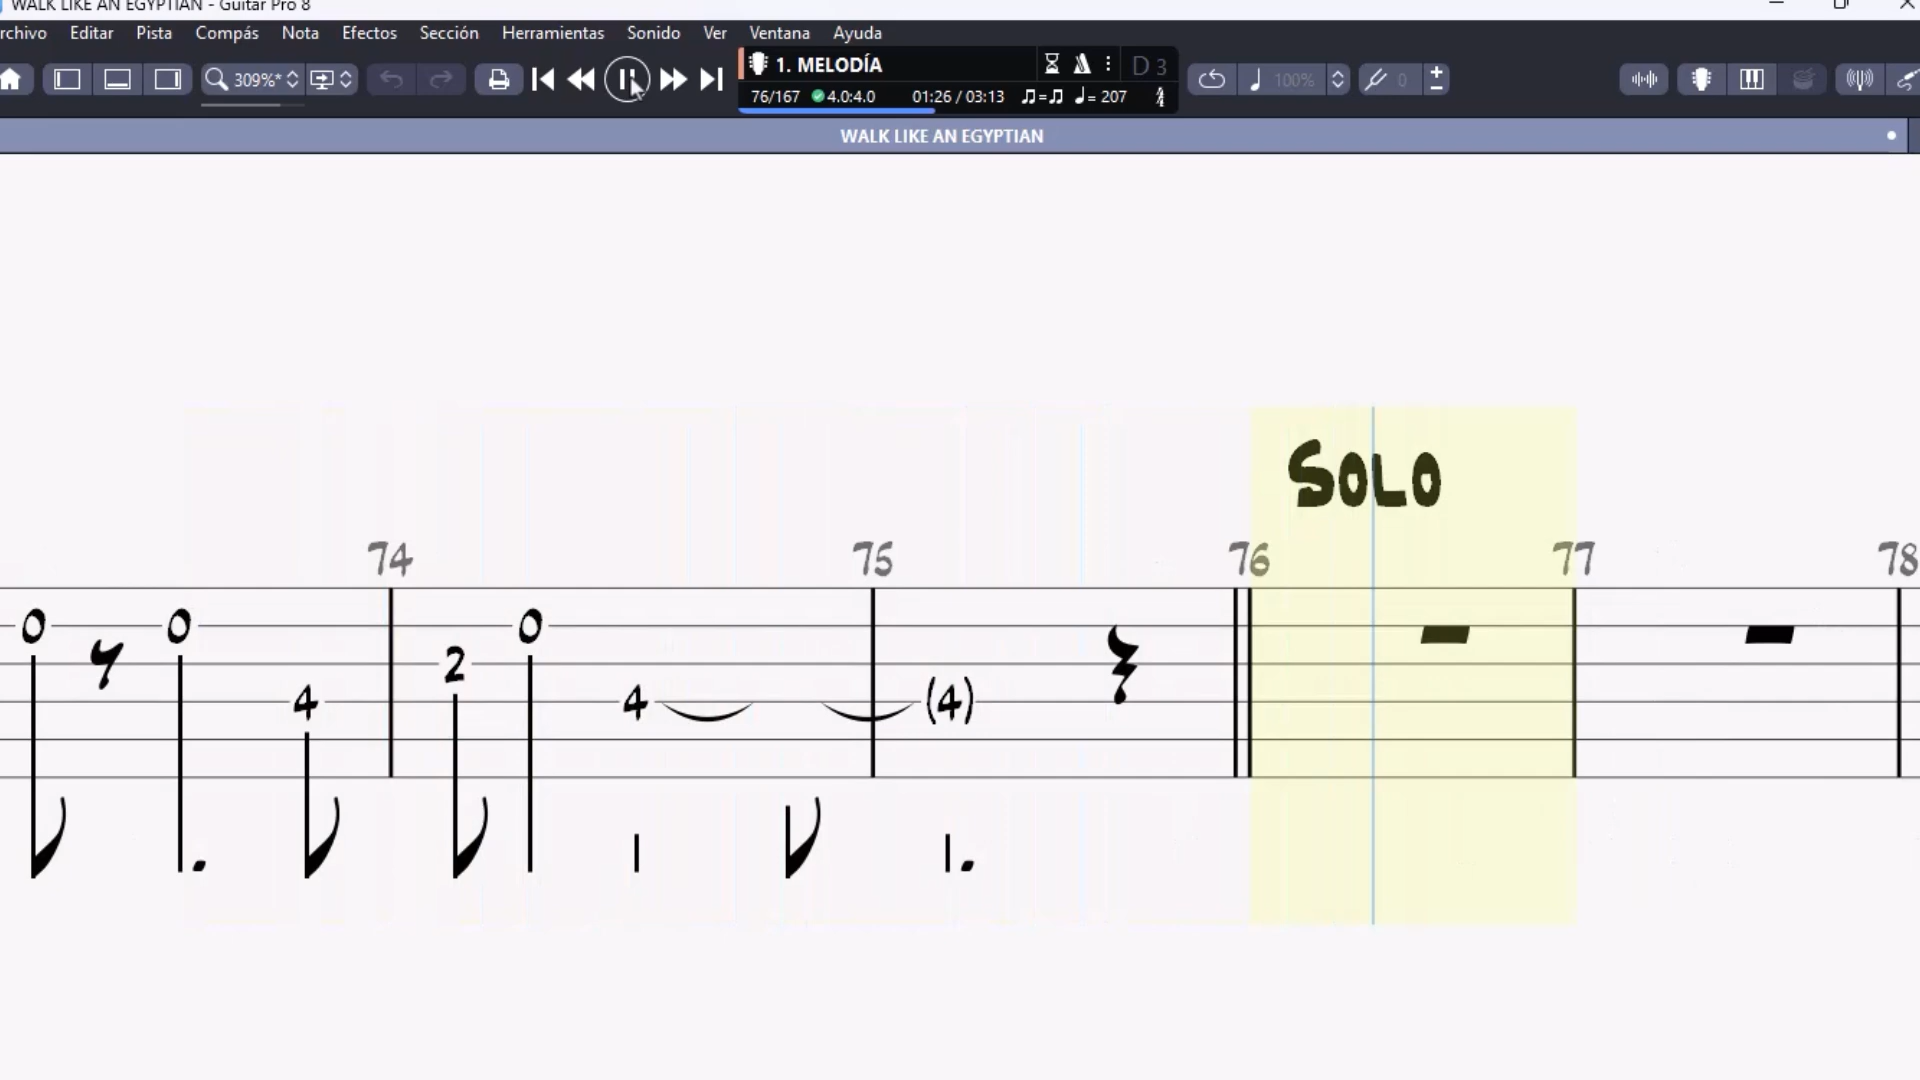 WALK LIKE AN EGYPTIAN - Guitar Pro 8
rchivo Editar Pista Compás Nota Efectos Sección Herramientas Sonido Ver Ventana Ayuda
309%* 1. MELODÍA D 3 100% 0
76/167 4.0:4.0 01:26 / 03:13 = = 207
WALK LIKE AN EGYPTIAN
SOLO
74 75 76 77 78
0 0 0
2
4 4 (4)